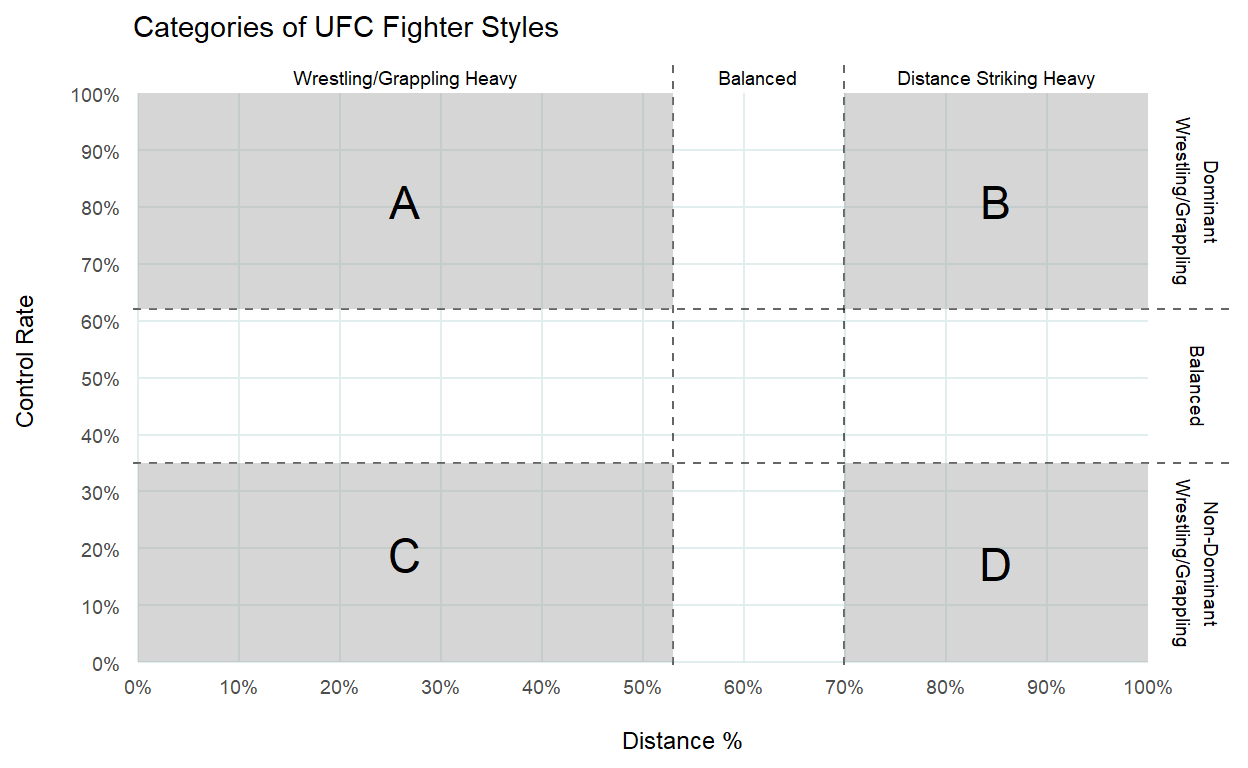 Categories of UFC Fighter Styles
Wrestling/Grappling Heavy
Balanced
Distance Striking Heavy
100%
90%
80%
70%
60%
50%
40%
30%
20%
10%
0%
Control Rate
A
B
C
D
Dominant
Wrestling/Grappling
Balanced
Non-Dominant
Wrestling/Grappling
0%
10%
20%
30%
40%
50%
60%
70%
80%
90%
100%
Distance %